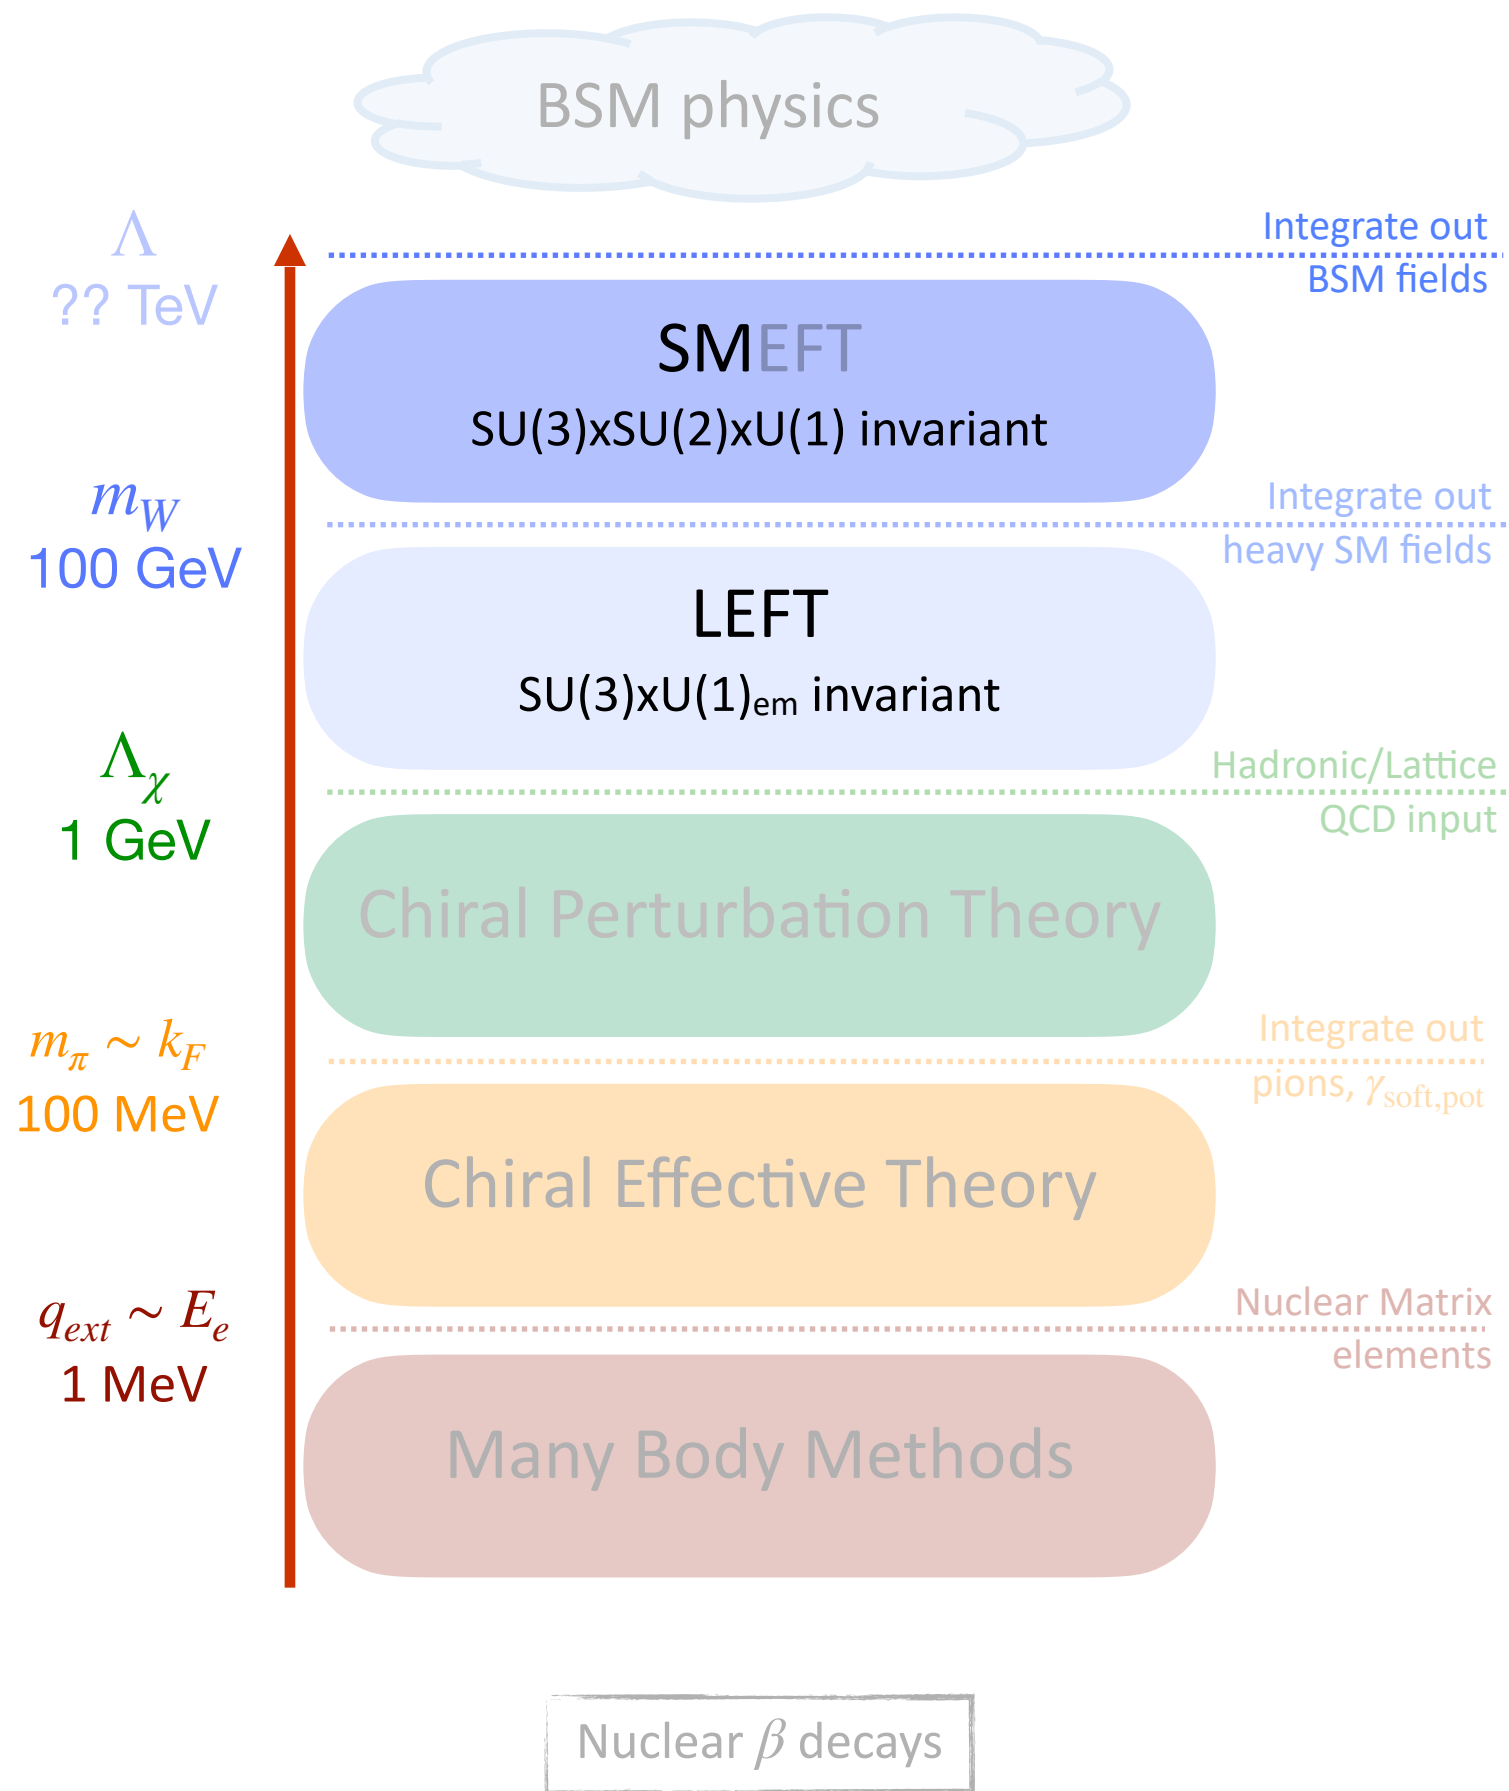 BSM physics
Λ
?? TeV
Integrate out
BSM fields
SMEFT
SU(3)xSU(2)xU(1) invariant
m_W
100 GeV
Integrate out
heavy SM fields
LEFT
SU(3)xU(1)em invariant
Λ_χ
1 GeV
Hadronic/Lattice
QCD input
Chiral Perturbation Theory
m_π ~ k_F
100 MeV
Integrate out
pions, γ_soft,pot
Chiral Effective Theory
q_ext ~ E_e
1 MeV
Nuclear Matrix
elements
Many Body Methods
Nuclear β decays